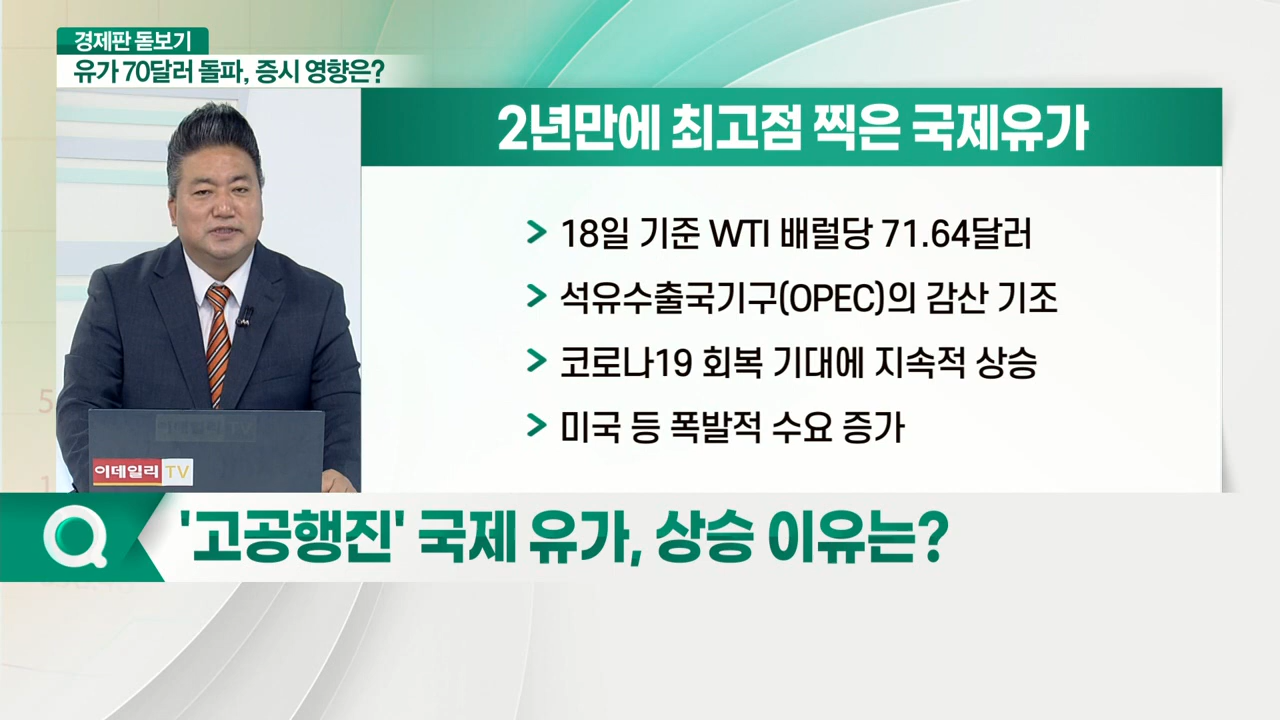 경제판 돋보기
유가 70달러 돌파, 증시 영향은?
2년만에 최고점 찍은 국제유가
> 18일 기준 WTI 배럴당 71.64달러
> 석유수출국기구(OPEC)의 감산 기조
> 코로나19 회복 기대에 지속적 상승
> 미국 등 폭발적 수요 증가
이데일리 TV
이데일리TV
Q '고공행진' 국제 유가, 상승 이유는?